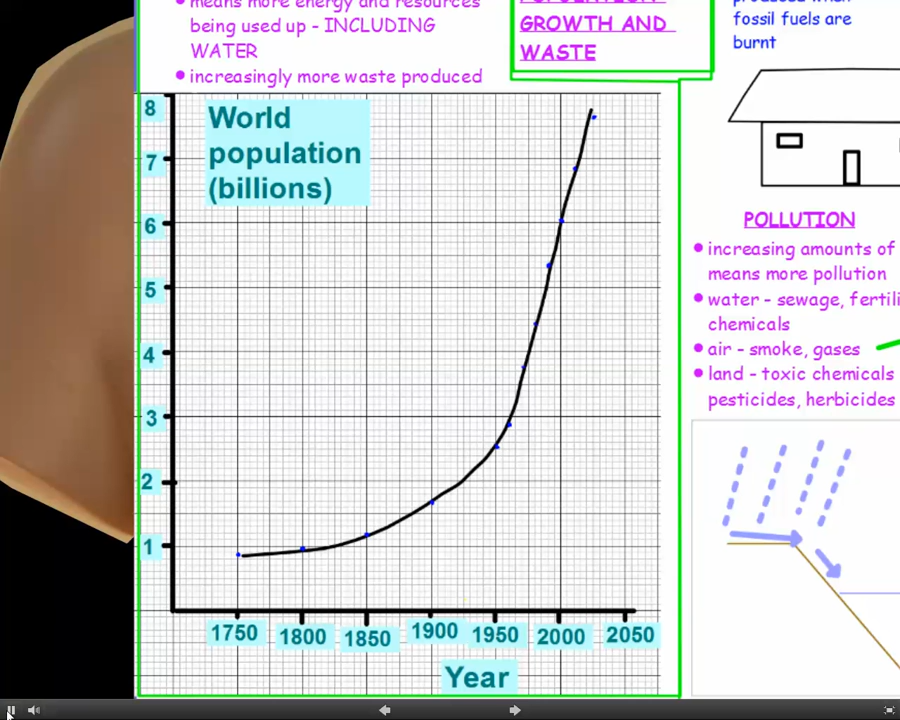 means more energy and resources
being used up - INCLUDING
WATER
• increasingly more waste produced
GROWTH AND
WASTE
fossil fuels are
burnt
World
population
(billions)
8
7
6
5
4
3
2
1
1750 1800 1850 1900 1950 2000 2050
Year
POLLUTION
• increasing amounts of
means more pollution
• water - sewage, fertili
chemicals
• air - smoke, gases
• land - toxic chemicals
pesticides, herbicides